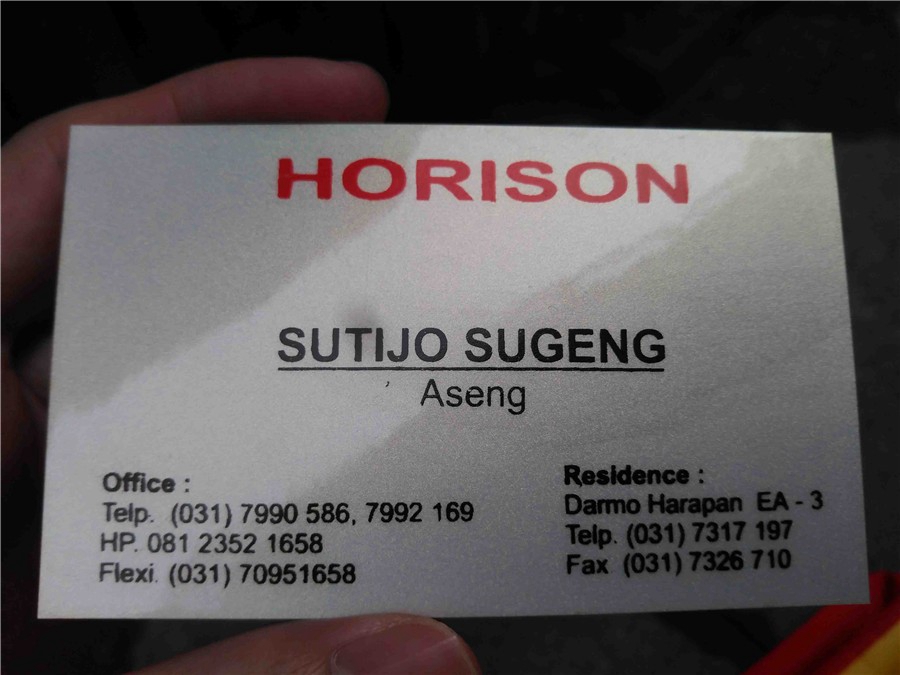 HORISON
SUTIJO SUGENG
Aseng
Office :
Telp. (031) 7990 586, 7992 169
HP. 081 2352 1658
Flexi. (031) 70951658
Residence :
Darmo Harapan EA - 3
Telp. (031) 7317 197
Fax (031) 7326 710